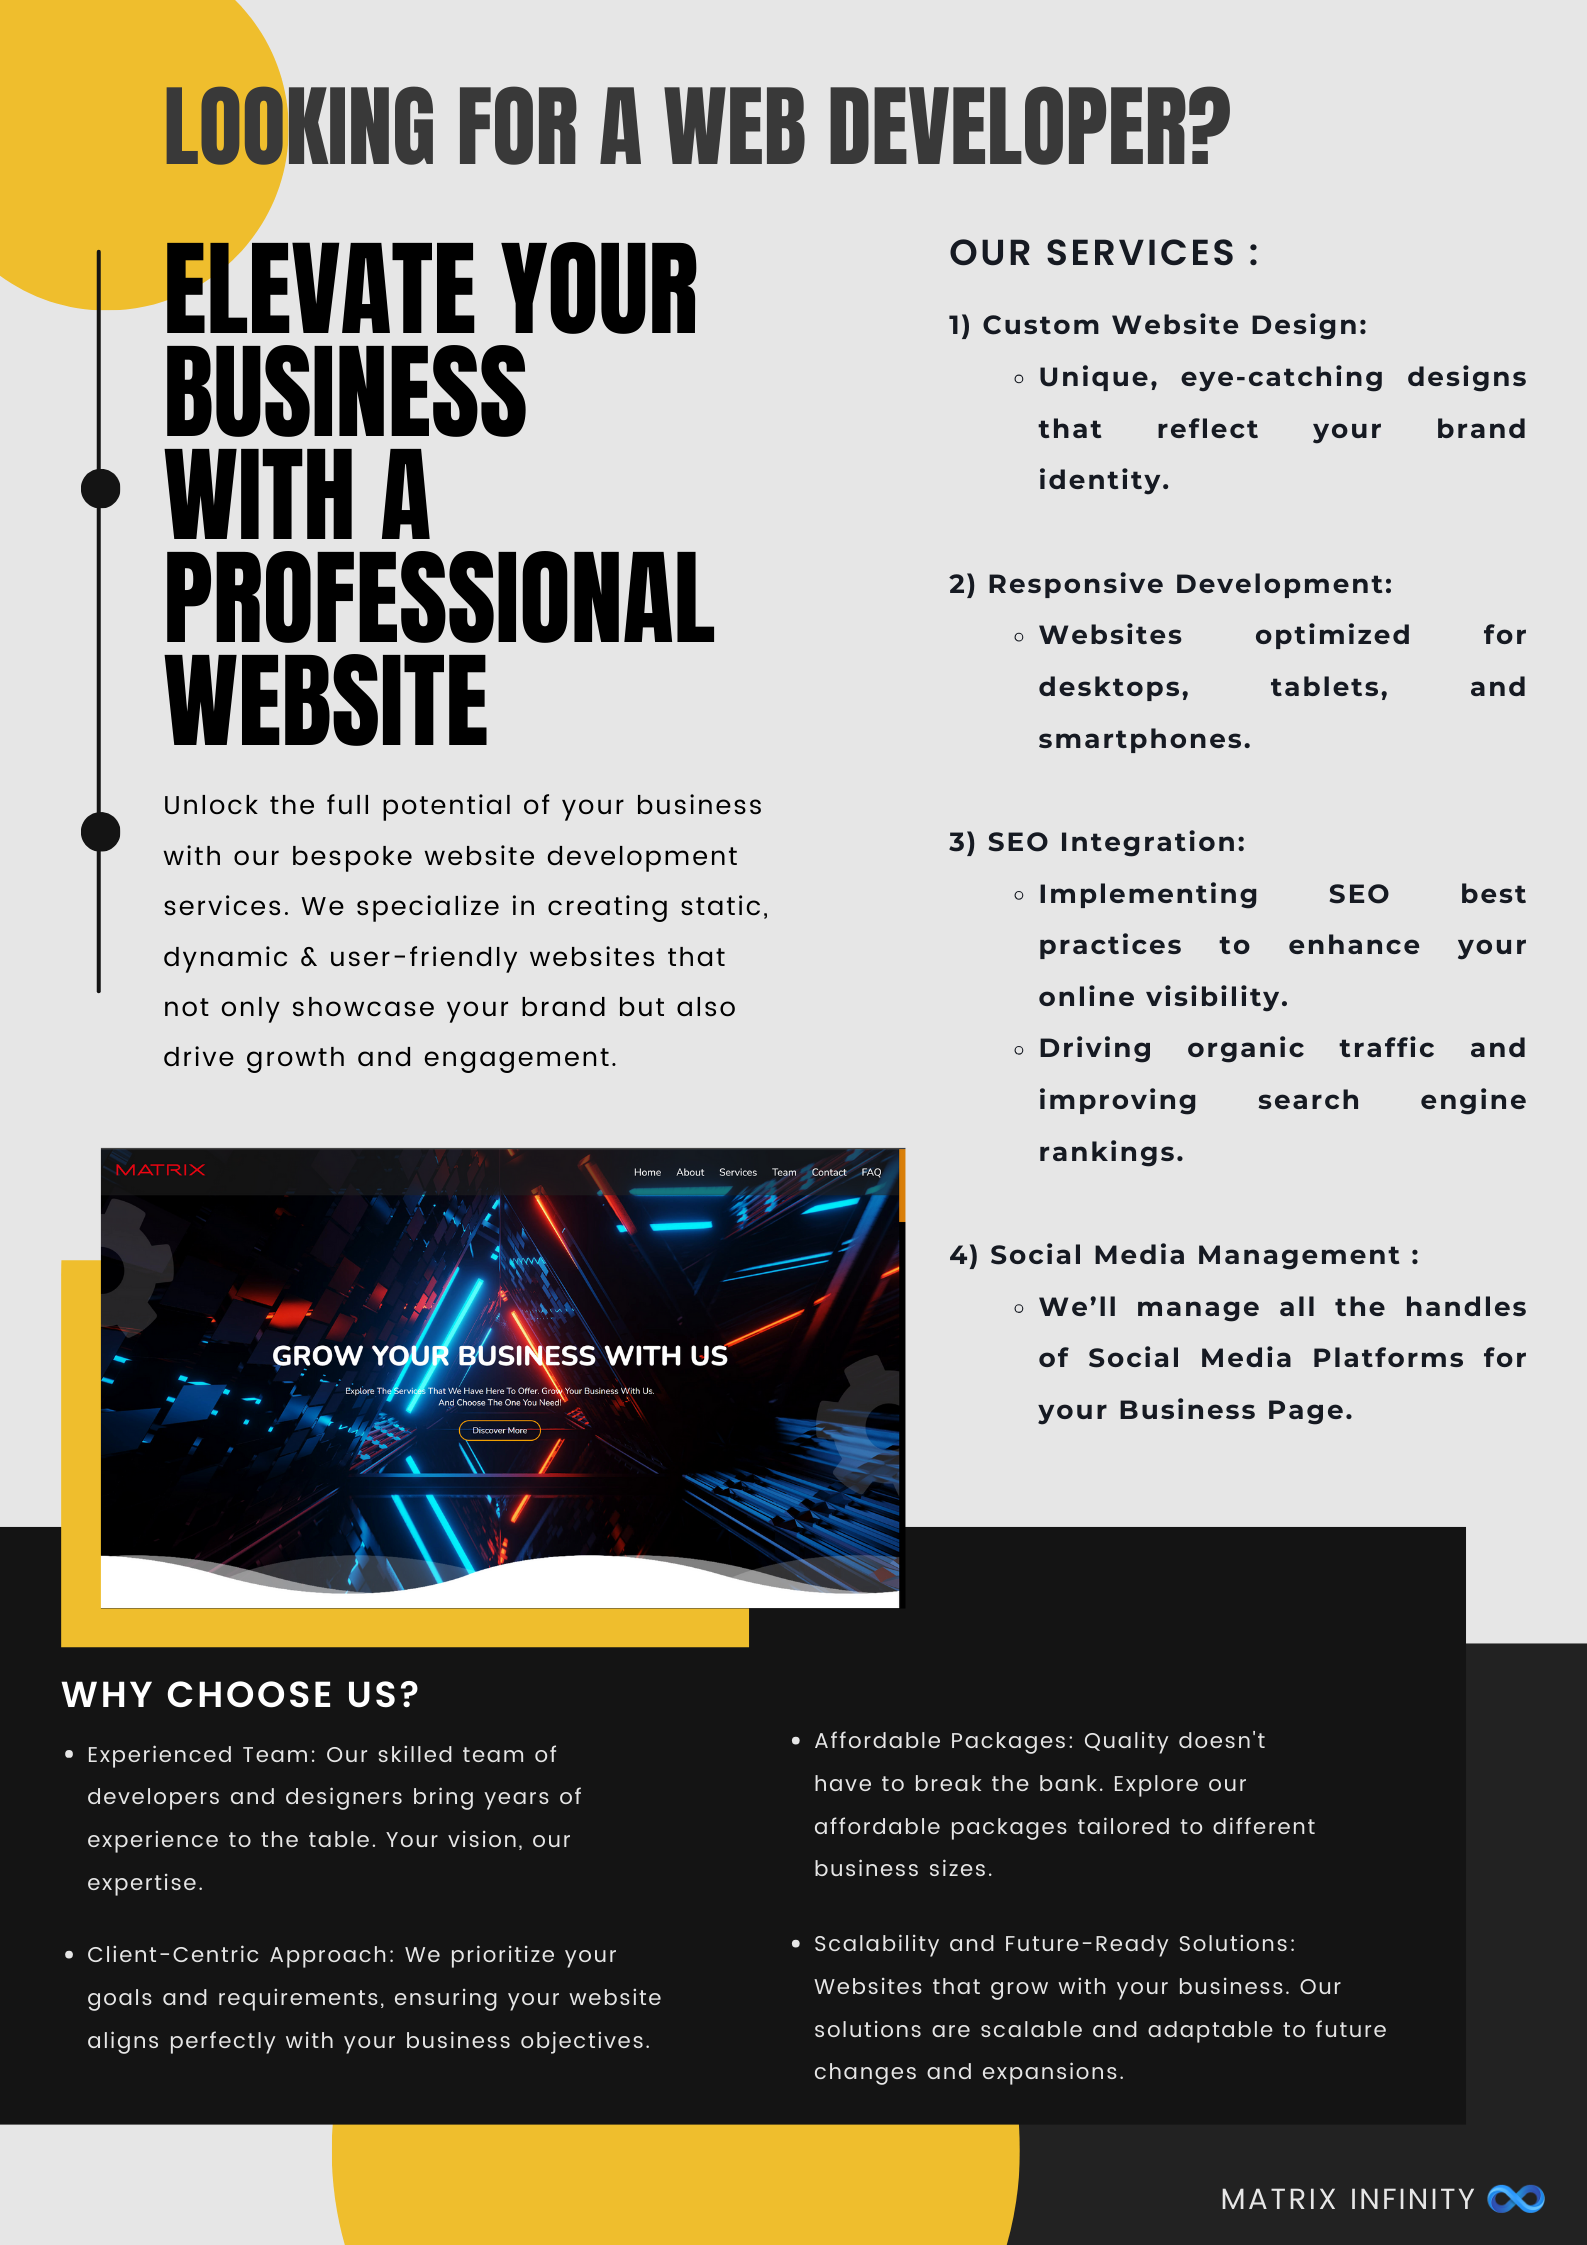 LOOKING FOR A WEB DEVELOPER?
ELEVATE YOUR
BUSINESS
WITH A
PROFESSIONAL
WEBSITE
Unlock the full potential of your business
with our bespoke website development
services. We specialize in creating static,
dynamic & user-friendly websites that
not only showcase your brand but also
drive growth and engagement.
OUR SERVICES :
1) Custom Website Design:
Unique, eye-catching designs
that reflect your brand
identity.
2) Responsive Development:
Websites optimized for
desktops, tablets, and
smartphones.
3) SEO Integration:
Implementing SEO best
practices to enhance your
online visibility.
Driving organic traffic and
improving search engine
rankings.
4) Social Media Management :
We’ll manage all the handles
of Social Media Platforms for
your Business Page.
MATRIX
Home About Services Team Contact FAQ
GROW YOUR BUSINESS WITH US
Explore The Services That We Have Here To Offer. Grow Your Business With Us.
And Choose The One You Need!
Discover More
WHY CHOOSE US?
Experienced Team: Our skilled team of
developers and designers bring years of
experience to the table. Your vision, our
expertise.
Client-Centric Approach: We prioritize your
goals and requirements, ensuring your website
aligns perfectly with your business objectives.
Affordable Packages: Quality doesn't
have to break the bank. Explore our
affordable packages tailored to different
business sizes.
Scalability and Future-Ready Solutions:
Websites that grow with your business. Our
solutions are scalable and adaptable to future
changes and expansions.
MATRIX INFINITY